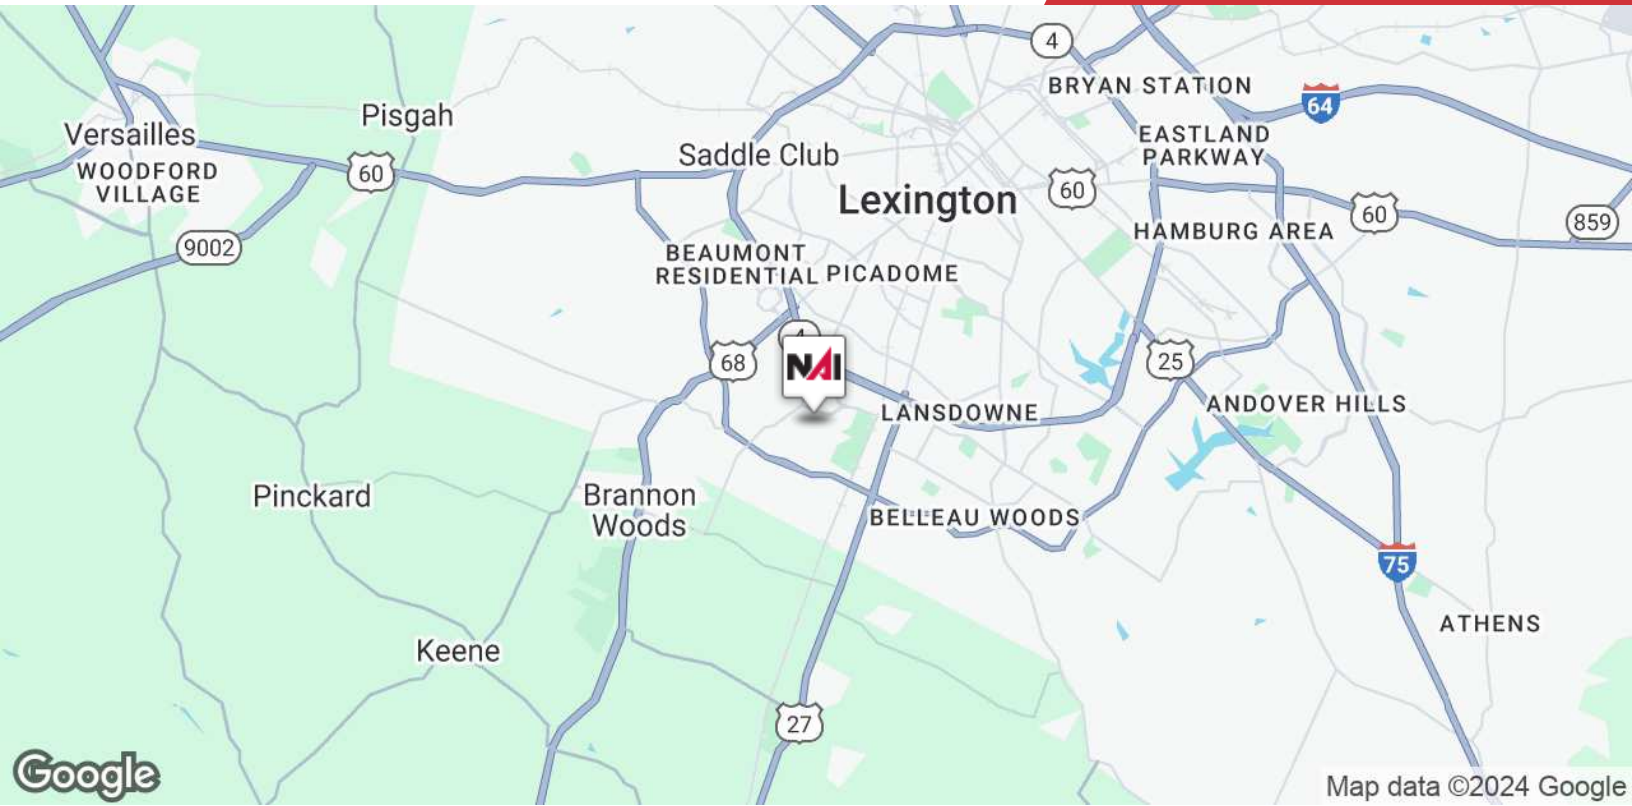 4
BRYAN STATION
64
Pisgah
Versailles
EASTLAND
PARKWAY
WOODFORD
VILLAGE
60
Saddle Club
Lexington
60
60
859
9002
HAMBURG AREA
BEAUMONT
RESIDENTIAL
PICADOME
4
68
NAI
25
LANSDOWNE
ANDOVER HILLS
Pinckard
Brannon
Woods
BELLEAU WOODS
75
ATHENS
Keene
27
Google
Map data ©2024 Google